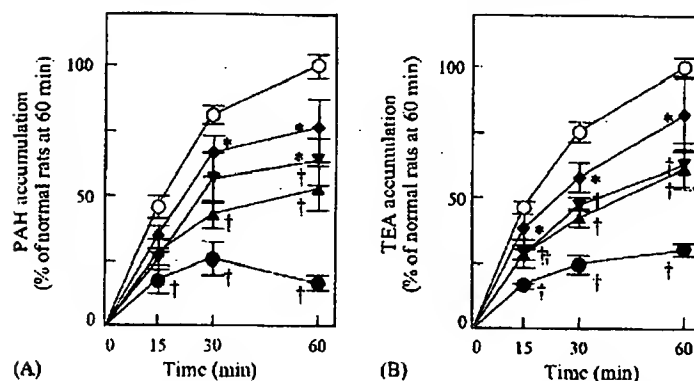 PAH accumulation
(% of normal rats at 60 min)
100
50
0
0 15 30 60
Time (min)
(A)
* * * † † † † †
TEA accumulation
(% of normal rats at 60 min)
100
50
0
0 15 30 60
Time (min)
(B)
* * * † † † † †